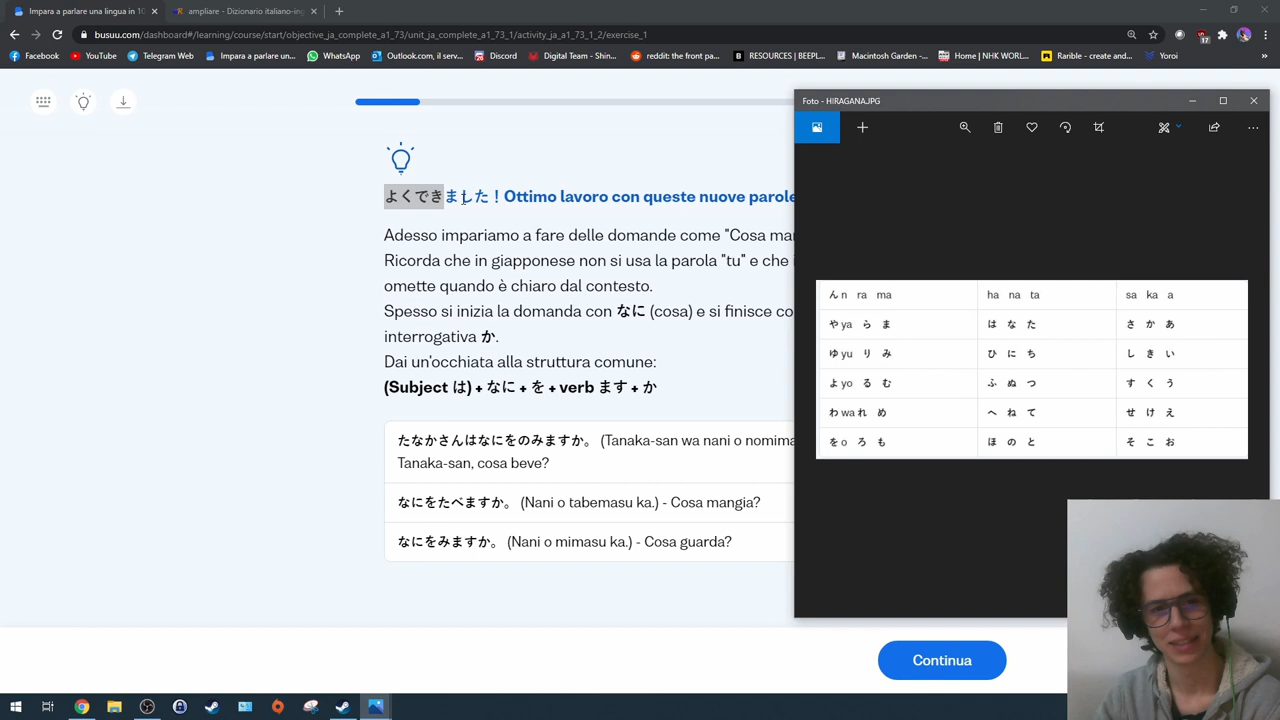 Impara a parlare una lingua in 10
ampliare - Dizionario italiano-ing
busuu.com/dashboard#/learning/course/start/objective_ja_complete_a1_73/unit_ja_complete_a1_73_1/activity_ja_a1_73_1_2/exercise_1
Facebook
YouTube
Telegram Web
Impara a parlare un...
WhatsApp
Outlook.com, il serv...
Discord
Digital Team - Shin...
reddit: the front pa...
RESOURCES | BEEPL...
Macintosh Garden -...
Home | NHK WORL...
Rarible - create and...
Yoroi
17
Foto - HIRAGANA.JPG
よくできました！Ottimo lavoro con queste nuove parole
Adesso impariamo a fare delle domande come "Cosa man
Ricorda che in giapponese non si usa la parola "tu" e che i
omette quando è chiaro dal contesto.
Spesso si inizia la domanda con なに (cosa) e si finisce co
interrogativa か.
Dai un'occhiata alla struttura comune:
(Subject は) + なに + を + verb ます + か
たなかさんはなにをのみますか。 (Tanaka-san wa nani o nomima
Tanaka-san, cosa beve?
なにをたべますか。 (Nani o tabemasu ka.) - Cosa mangia?
なにをみますか。 (Nani o mimasu ka.) - Cosa guarda?
ん n ra ma ha na ta sa ka a
や ya ら ま は な た さ か あ
ゆ yu り み ひ に ち し き い
よ yo る む ふ ぬ つ す く う
わ wa れ め へ ね て せ け え
を o ろ も ほ の と そ こ お
Continua